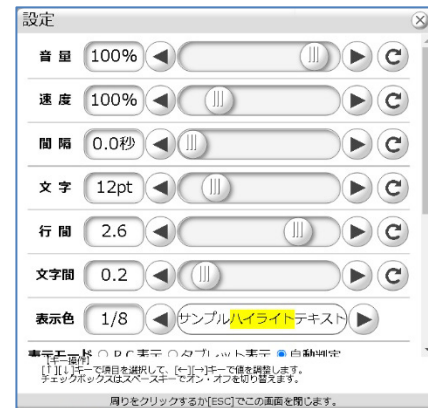 設定
音量 100%
速度 100%
間隔 0.0秒
文字 12pt
行間 2.6
文字間 0.2
表示色 1/8 サンプルハイライトテキスト
表示モード ○ＰＣ表示 ○タブレット表示 ◉自動判定
[キー操作]
[↑][↓]キーで項目を選択して、[←][→]キーで値を調整します。
チェックボックスはスペースキーでオン・オフを切り替えます。
周りをクリックするか[ESC]でこの画面を閉じます。